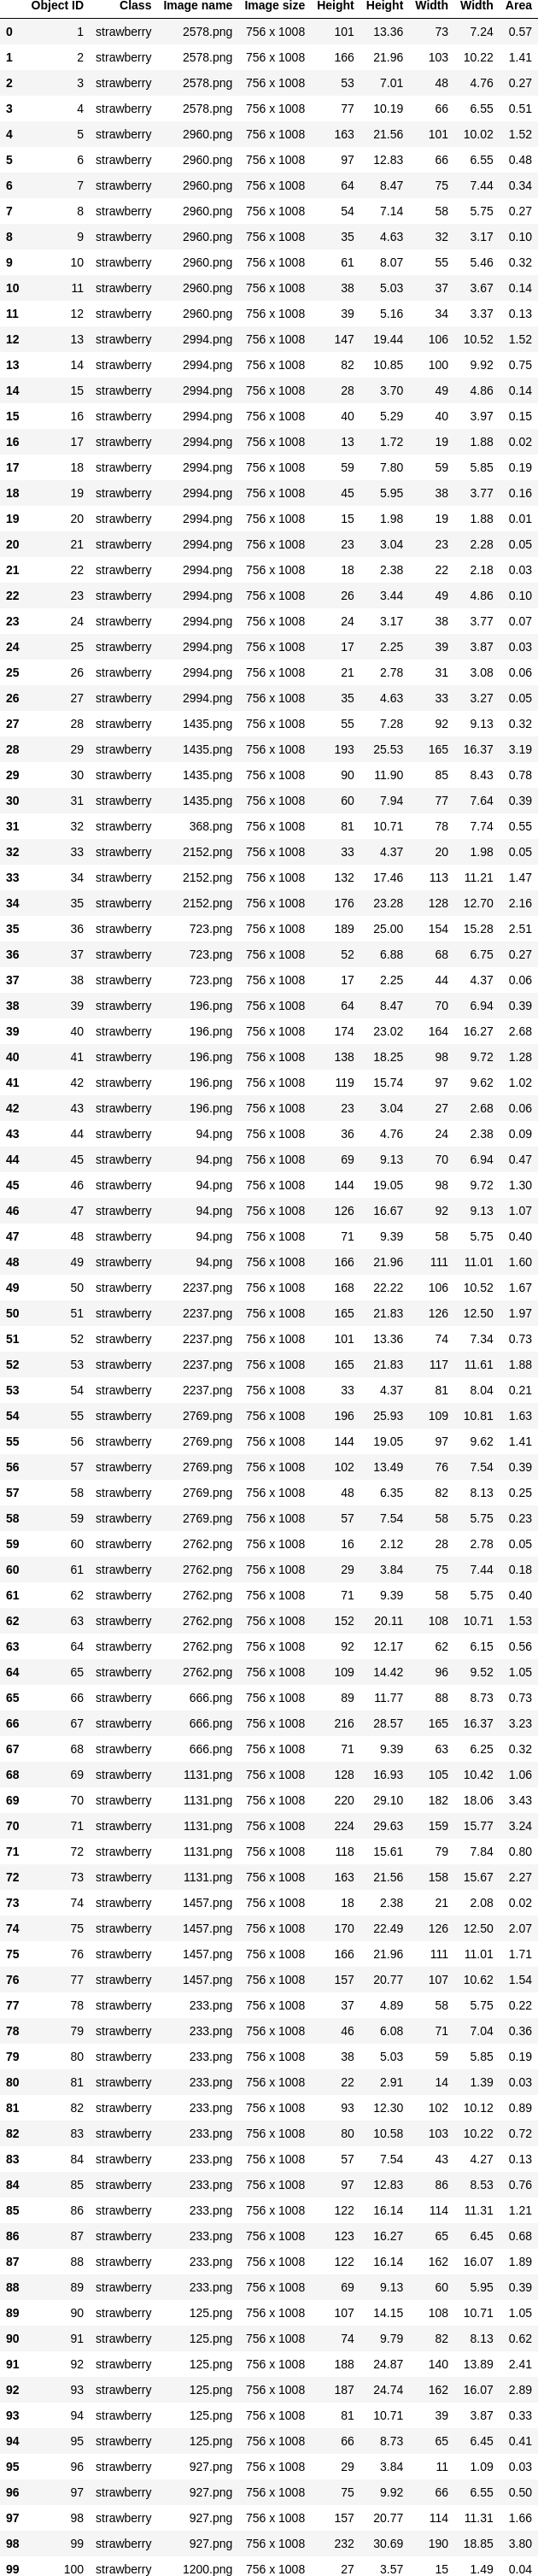 Object ID Class Image name Image size Height Height Width Width Area
0 1 strawberry 2578.png 756 x 1008 101 13.36 73 7.24 0.57
1 2 strawberry 2578.png 756 x 1008 166 21.96 103 10.22 1.41
2 3 strawberry 2578.png 756 x 1008 53 7.01 48 4.76 0.27
3 4 strawberry 2578.png 756 x 1008 77 10.19 66 6.55 0.51
4 5 strawberry 2960.png 756 x 1008 163 21.56 101 10.02 1.52
5 6 strawberry 2960.png 756 x 1008 97 12.83 66 6.55 0.48
6 7 strawberry 2960.png 756 x 1008 64 8.47 75 7.44 0.34
7 8 strawberry 2960.png 756 x 1008 54 7.14 58 5.75 0.27
8 9 strawberry 2960.png 756 x 1008 35 4.63 32 3.17 0.10
9 10 strawberry 2960.png 756 x 1008 61 8.07 55 5.46 0.32
10 11 strawberry 2960.png 756 x 1008 38 5.03 37 3.67 0.14
11 12 strawberry 2960.png 756 x 1008 39 5.16 34 3.37 0.13
12 13 strawberry 2994.png 756 x 1008 147 19.44 106 10.52 1.52
13 14 strawberry 2994.png 756 x 1008 82 10.85 100 9.92 0.75
14 15 strawberry 2994.png 756 x 1008 28 3.70 49 4.86 0.14
15 16 strawberry 2994.png 756 x 1008 40 5.29 40 3.97 0.15
16 17 strawberry 2994.png 756 x 1008 13 1.72 19 1.88 0.02
17 18 strawberry 2994.png 756 x 1008 59 7.80 59 5.85 0.19
18 19 strawberry 2994.png 756 x 1008 45 5.95 38 3.77 0.16
19 20 strawberry 2994.png 756 x 1008 15 1.98 19 1.88 0.01
20 21 strawberry 2994.png 756 x 1008 23 3.04 23 2.28 0.05
21 22 strawberry 2994.png 756 x 1008 18 2.38 22 2.18 0.03
22 23 strawberry 2994.png 756 x 1008 26 3.44 49 4.86 0.10
23 24 strawberry 2994.png 756 x 1008 24 3.17 38 3.77 0.07
24 25 strawberry 2994.png 756 x 1008 17 2.25 39 3.87 0.03
25 26 strawberry 2994.png 756 x 1008 21 2.78 31 3.08 0.06
26 27 strawberry 2994.png 756 x 1008 35 4.63 33 3.27 0.05
27 28 strawberry 1435.png 756 x 1008 55 7.28 92 9.13 0.32
28 29 strawberry 1435.png 756 x 1008 193 25.53 165 16.37 3.19
29 30 strawberry 1435.png 756 x 1008 90 11.90 85 8.43 0.78
30 31 strawberry 1435.png 756 x 1008 60 7.94 77 7.64 0.39
31 32 strawberry 368.png 756 x 1008 81 10.71 78 7.74 0.55
32 33 strawberry 2152.png 756 x 1008 33 4.37 20 1.98 0.05
33 34 strawberry 2152.png 756 x 1008 132 17.46 113 11.21 1.47
34 35 strawberry 2152.png 756 x 1008 176 23.28 128 12.70 2.16
35 36 strawberry 723.png 756 x 1008 189 25.00 154 15.28 2.51
36 37 strawberry 723.png 756 x 1008 52 6.88 68 6.75 0.27
37 38 strawberry 723.png 756 x 1008 17 2.25 44 4.37 0.06
38 39 strawberry 196.png 756 x 1008 64 8.47 70 6.94 0.39
39 40 strawberry 196.png 756 x 1008 174 23.02 164 16.27 2.68
40 41 strawberry 196.png 756 x 1008 138 18.25 98 9.72 1.28
41 42 strawberry 196.png 756 x 1008 119 15.74 97 9.62 1.02
42 43 strawberry 196.png 756 x 1008 23 3.04 27 2.68 0.06
43 44 strawberry 94.png 756 x 1008 36 4.76 24 2.38 0.09
44 45 strawberry 94.png 756 x 1008 69 9.13 70 6.94 0.47
45 46 strawberry 94.png 756 x 1008 144 19.05 98 9.72 1.30
46 47 strawberry 94.png 756 x 1008 126 16.67 92 9.13 1.07
47 48 strawberry 94.png 756 x 1008 71 9.39 58 5.75 0.40
48 49 strawberry 94.png 756 x 1008 166 21.96 111 11.01 1.60
49 50 strawberry 2237.png 756 x 1008 168 22.22 106 10.52 1.67
50 51 strawberry 2237.png 756 x 1008 165 21.83 126 12.50 1.97
51 52 strawberry 2237.png 756 x 1008 101 13.36 74 7.34 0.73
52 53 strawberry 2237.png 756 x 1008 165 21.83 117 11.61 1.88
53 54 strawberry 2237.png 756 x 1008 33 4.37 81 8.04 0.21
54 55 strawberry 2769.png 756 x 1008 196 25.93 109 10.81 1.63
55 56 strawberry 2769.png 756 x 1008 144 19.05 97 9.62 1.41
56 57 strawberry 2769.png 756 x 1008 102 13.49 76 7.54 0.39
57 58 strawberry 2769.png 756 x 1008 48 6.35 82 8.13 0.25
58 59 strawberry 2769.png 756 x 1008 57 7.54 58 5.75 0.23
59 60 strawberry 2762.png 756 x 1008 16 2.12 28 2.78 0.05
60 61 strawberry 2762.png 756 x 1008 29 3.84 75 7.44 0.18
61 62 strawberry 2762.png 756 x 1008 71 9.39 58 5.75 0.40
62 63 strawberry 2762.png 756 x 1008 152 20.11 108 10.71 1.53
63 64 strawberry 2762.png 756 x 1008 92 12.17 62 6.15 0.56
64 65 strawberry 2762.png 756 x 1008 109 14.42 96 9.52 1.05
65 66 strawberry 666.png 756 x 1008 89 11.77 88 8.73 0.73
66 67 strawberry 666.png 756 x 1008 216 28.57 165 16.37 3.23
67 68 strawberry 666.png 756 x 1008 71 9.39 63 6.25 0.32
68 69 strawberry 1131.png 756 x 1008 128 16.93 105 10.42 1.06
69 70 strawberry 1131.png 756 x 1008 220 29.10 182 18.06 3.43
70 71 strawberry 1131.png 756 x 1008 224 29.63 159 15.77 3.24
71 72 strawberry 1131.png 756 x 1008 118 15.61 79 7.84 0.80
72 73 strawberry 1131.png 756 x 1008 163 21.56 158 15.67 2.27
73 74 strawberry 1457.png 756 x 1008 18 2.38 21 2.08 0.02
74 75 strawberry 1457.png 756 x 1008 170 22.49 126 12.50 2.07
75 76 strawberry 1457.png 756 x 1008 166 21.96 111 11.01 1.71
76 77 strawberry 1457.png 756 x 1008 157 20.77 107 10.62 1.54
77 78 strawberry 233.png 756 x 1008 37 4.89 58 5.75 0.22
78 79 strawberry 233.png 756 x 1008 46 6.08 71 7.04 0.36
79 80 strawberry 233.png 756 x 1008 38 5.03 59 5.85 0.19
80 81 strawberry 233.png 756 x 1008 22 2.91 14 1.39 0.03
81 82 strawberry 233.png 756 x 1008 93 12.30 102 10.12 0.89
82 83 strawberry 233.png 756 x 1008 80 10.58 103 10.22 0.72
83 84 strawberry 233.png 756 x 1008 57 7.54 43 4.27 0.13
84 85 strawberry 233.png 756 x 1008 97 12.83 86 8.53 0.76
85 86 strawberry 233.png 756 x 1008 122 16.14 114 11.31 1.21
86 87 strawberry 233.png 756 x 1008 123 16.27 65 6.45 0.68
87 88 strawberry 233.png 756 x 1008 122 16.14 162 16.07 1.89
88 89 strawberry 233.png 756 x 1008 69 9.13 60 5.95 0.39
89 90 strawberry 125.png 756 x 1008 107 14.15 108 10.71 1.05
90 91 strawberry 125.png 756 x 1008 74 9.79 82 8.13 0.62
91 92 strawberry 125.png 756 x 1008 188 24.87 140 13.89 2.41
92 93 strawberry 125.png 756 x 1008 187 24.74 162 16.07 2.89
93 94 strawberry 125.png 756 x 1008 81 10.71 39 3.87 0.33
94 95 strawberry 125.png 756 x 1008 66 8.73 65 6.45 0.41
95 96 strawberry 927.png 756 x 1008 29 3.84 11 1.09 0.03
96 97 strawberry 927.png 756 x 1008 75 9.92 66 6.55 0.50
97 98 strawberry 927.png 756 x 1008 157 20.77 114 11.31 1.66
98 99 strawberry 927.png 756 x 1008 232 30.69 190 18.85 3.80
99 100 strawberry 1200.png 756 x 1008 27 3.57 15 1.49 0.04